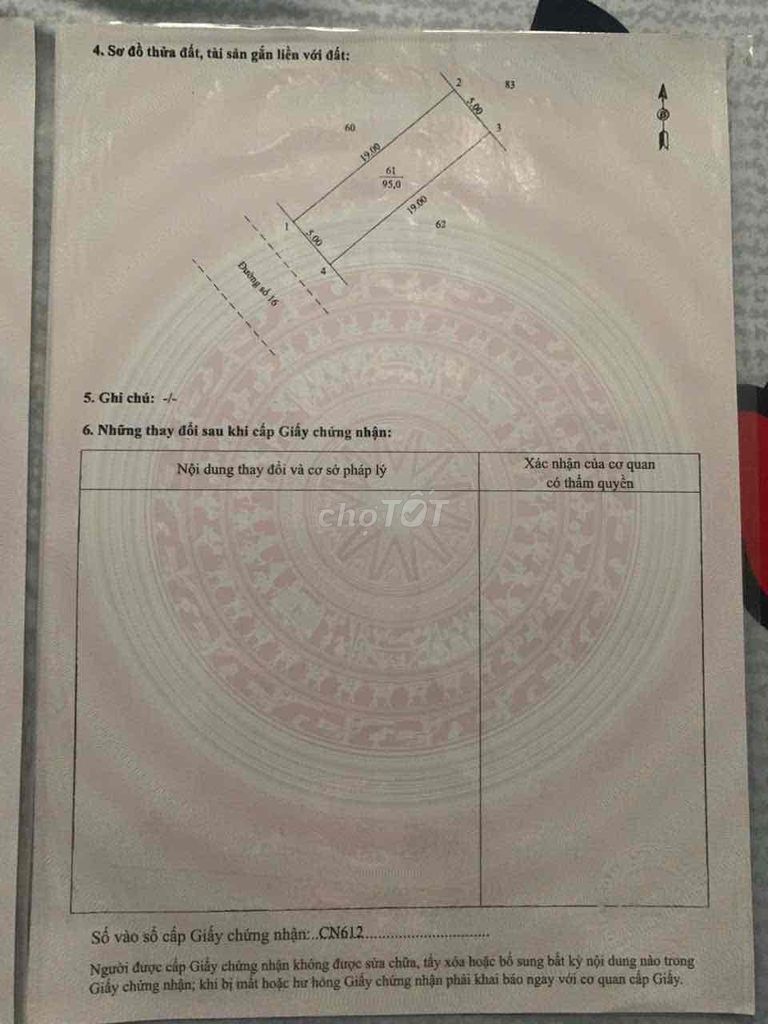 4. Sơ đồ thửa đất, tài sản gắn liền với đất:
2
83
5.00
60
3
19.00
61
95,0
19.00
1
62
5.00
4
Đường số 16
5. Ghi chú: -/-
6. Những thay đổi sau khi cấp Giấy chứng nhận:
Nội dung thay đổi và cơ sở pháp lý
Xác nhận của cơ quan
có thẩm quyền
chợTỐT
Số vào sổ cấp Giấy chứng nhận:..CN612..............................
Người được cấp Giấy chứng nhận không được sửa chữa, tẩy xóa hoặc bổ sung bất kỳ nội dung nào trong
Giấy chứng nhận; khi bị mất hoặc hư hỏng Giấy chứng nhận phải khai báo ngay với cơ quan cấp Giấy.